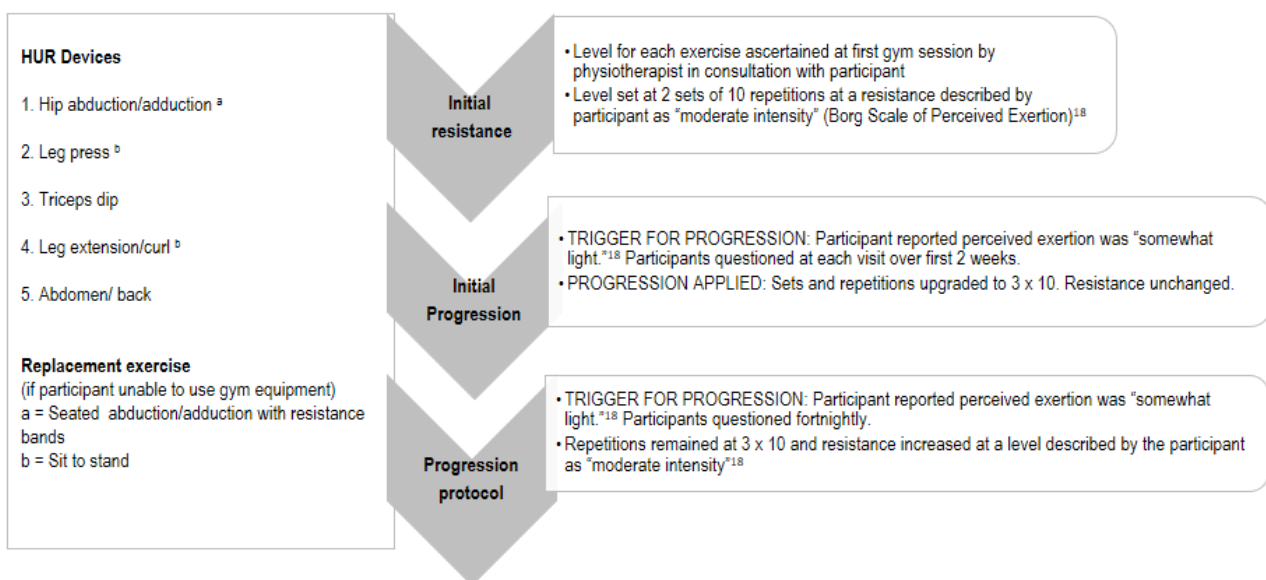 HUR Devices
1. Hip abduction/adduction ᵃ
2. Leg press ᵇ
3. Triceps dip
4. Leg extension/curl ᵇ
5. Abdomen/ back
Replacement exercise
(if participant unable to use gym equipment)
a = Seated abduction/adduction with resistance
bands
b = Sit to stand
Initial
resistance
• Level for each exercise ascertained at first gym session by
physiotherapist in consultation with participant
• Level set at 2 sets of 10 repetitions at a resistance described by
participant as “moderate intensity” (Borg Scale of Perceived Exertion)¹⁸
Initial
Progression
• TRIGGER FOR PROGRESSION: Participant reported perceived exertion was “somewhat
light.”¹⁸ Participants questioned at each visit over first 2 weeks.
• PROGRESSION APPLIED: Sets and repetitions upgraded to 3 x 10. Resistance unchanged.
Progression
protocol
• TRIGGER FOR PROGRESSION: Participant reported perceived exertion was “somewhat
light.”¹⁸ Participants questioned fortnightly.
• Repetitions remained at 3 x 10 and resistance increased at a level described by the participant
as “moderate intensity”¹⁸